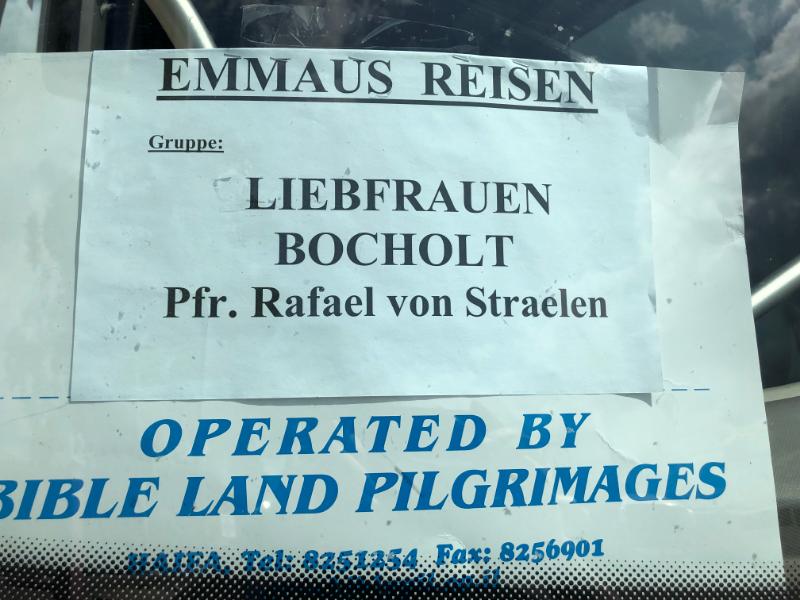 EMMAUS REISEN
Gruppe:
LIEBFRAUEN
BOCHOLT
Pfr. Rafael von Straelen
OPERATED BY
BIBLE LAND PILGRIMAGES
HAIFA, Tel: 8251254 Fax: 8256901